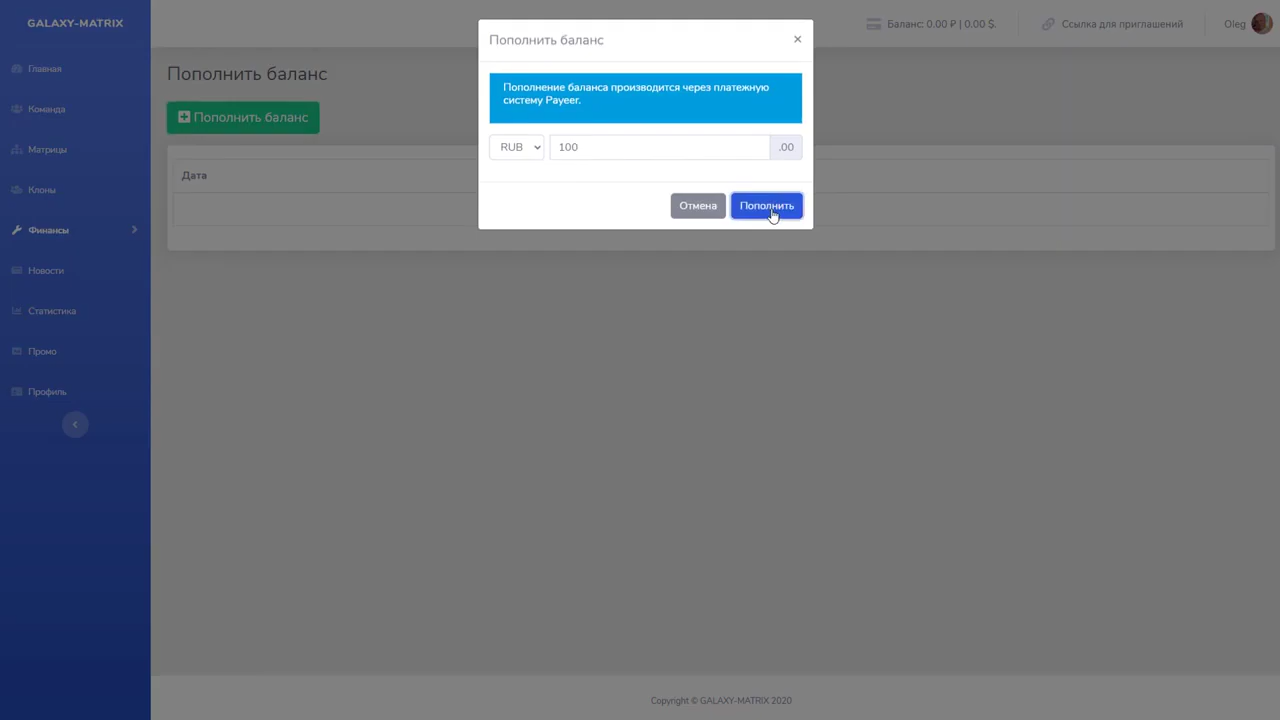 GALAXY-MATRIX
Главная
Команда
Матрицы
Клоны
Финансы
Новости
Статистика
Промо
Профиль
Баланс: 0.00 ₽ | 0.00 $.
Ссылка для приглашений
Oleg
Пополнить баланс
Пополнить баланс
Дата
Пополнить баланс
×
Пополнение баланса производится через платежную
систему Payeer.
RUB 100 .00
Отмена Пополнить
Copyright © GALAXY-MATRIX 2020